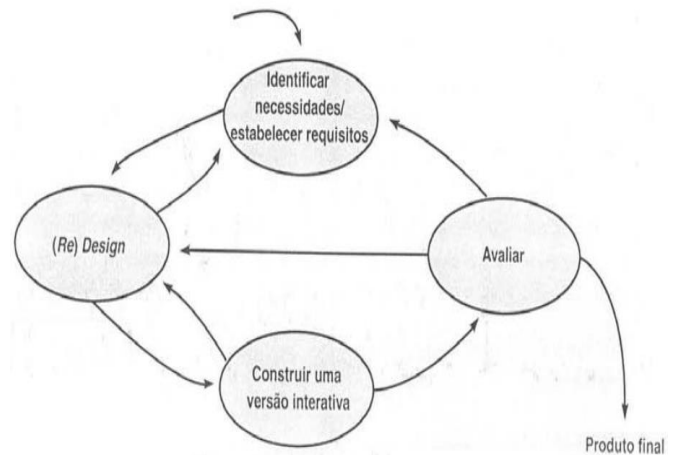 Identificar
necessidades/
estabelecer requisitos
(Re) Design
Avaliar
Construir uma
versão interativa
Produto final